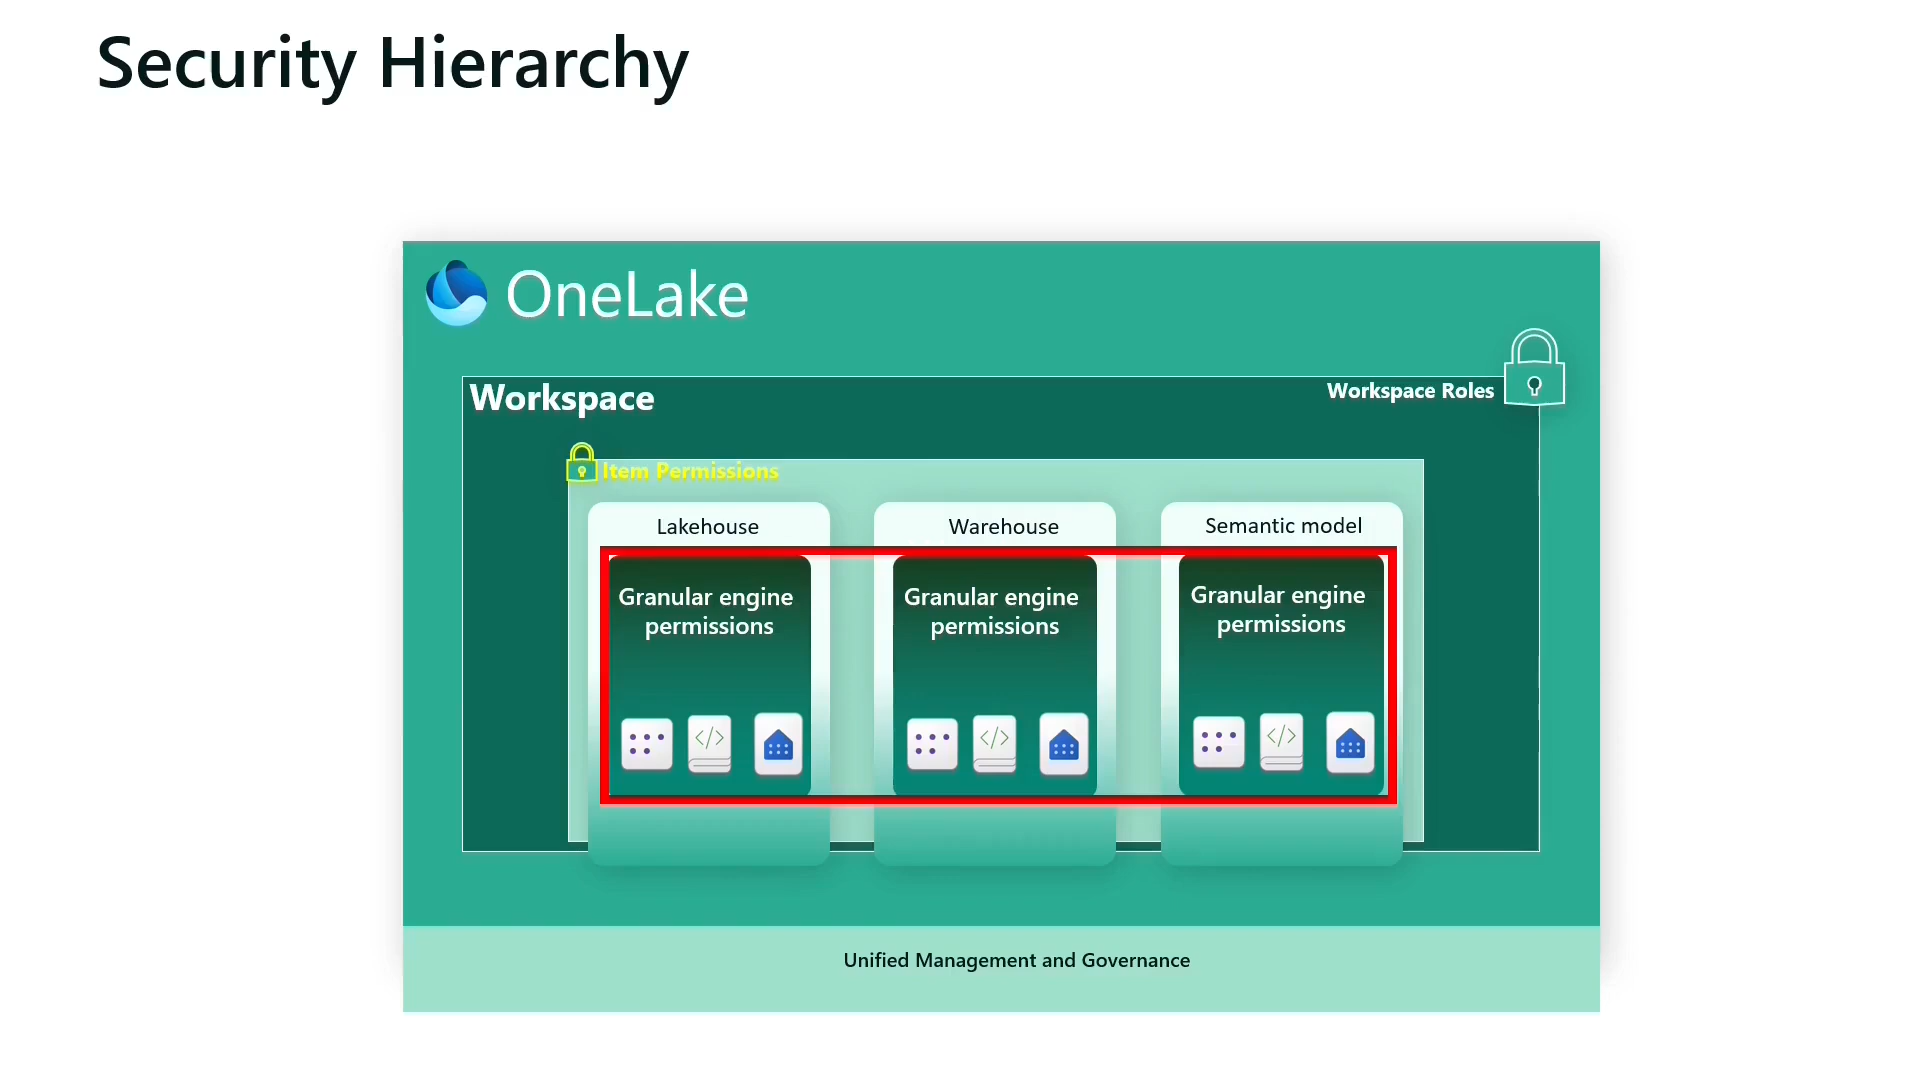 Security Hierarchy
OneLake
Workspace
Workspace Roles
Item Permissions
Lakehouse
Granular engine
permissions
</>
Warehouse
Granular engine
permissions
</>
Semantic model
Granular engine
permissions
</>
Unified Management and Governance